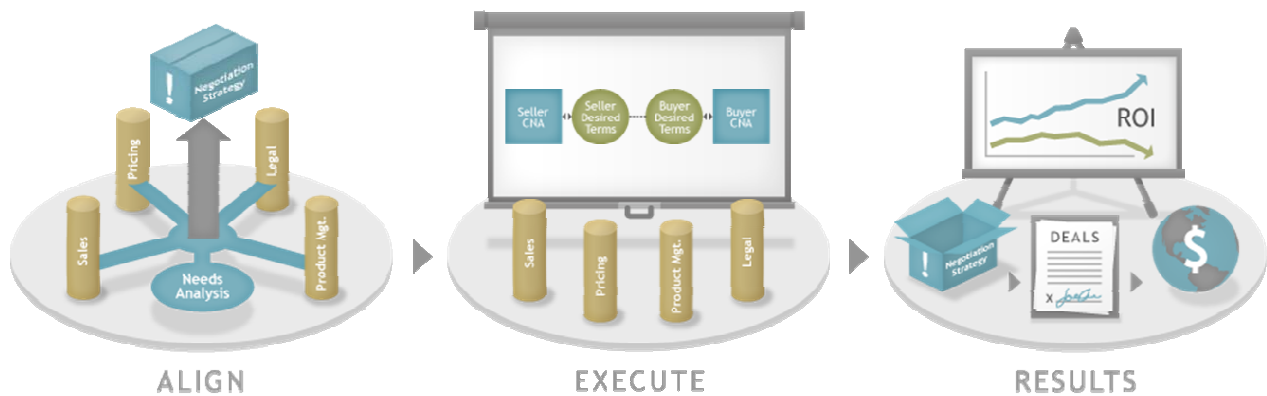 !
Negotiation
Strategy
Pricing
Legal
Sales
Product Mgt.
Needs
Analysis
ALIGN
Seller
CNA
Seller
Desired
Terms
Buyer
Desired
Terms
Buyer
CNA
Sales
Pricing
Product Mgt.
Legal
EXECUTE
ROI
!
Negotiation
Strategy
DEALS
X
$
RESULTS